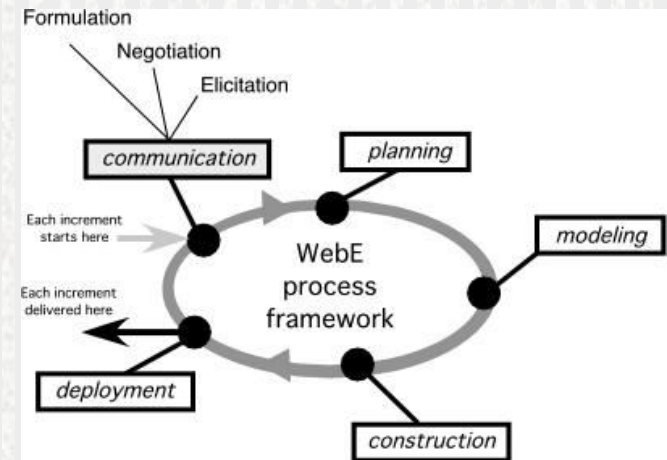 Formulation
Negotiation
Elicitation
communication
planning
Each increment
starts here
modeling
WebE
process
framework
Each increment
delivered here
deployment
construction